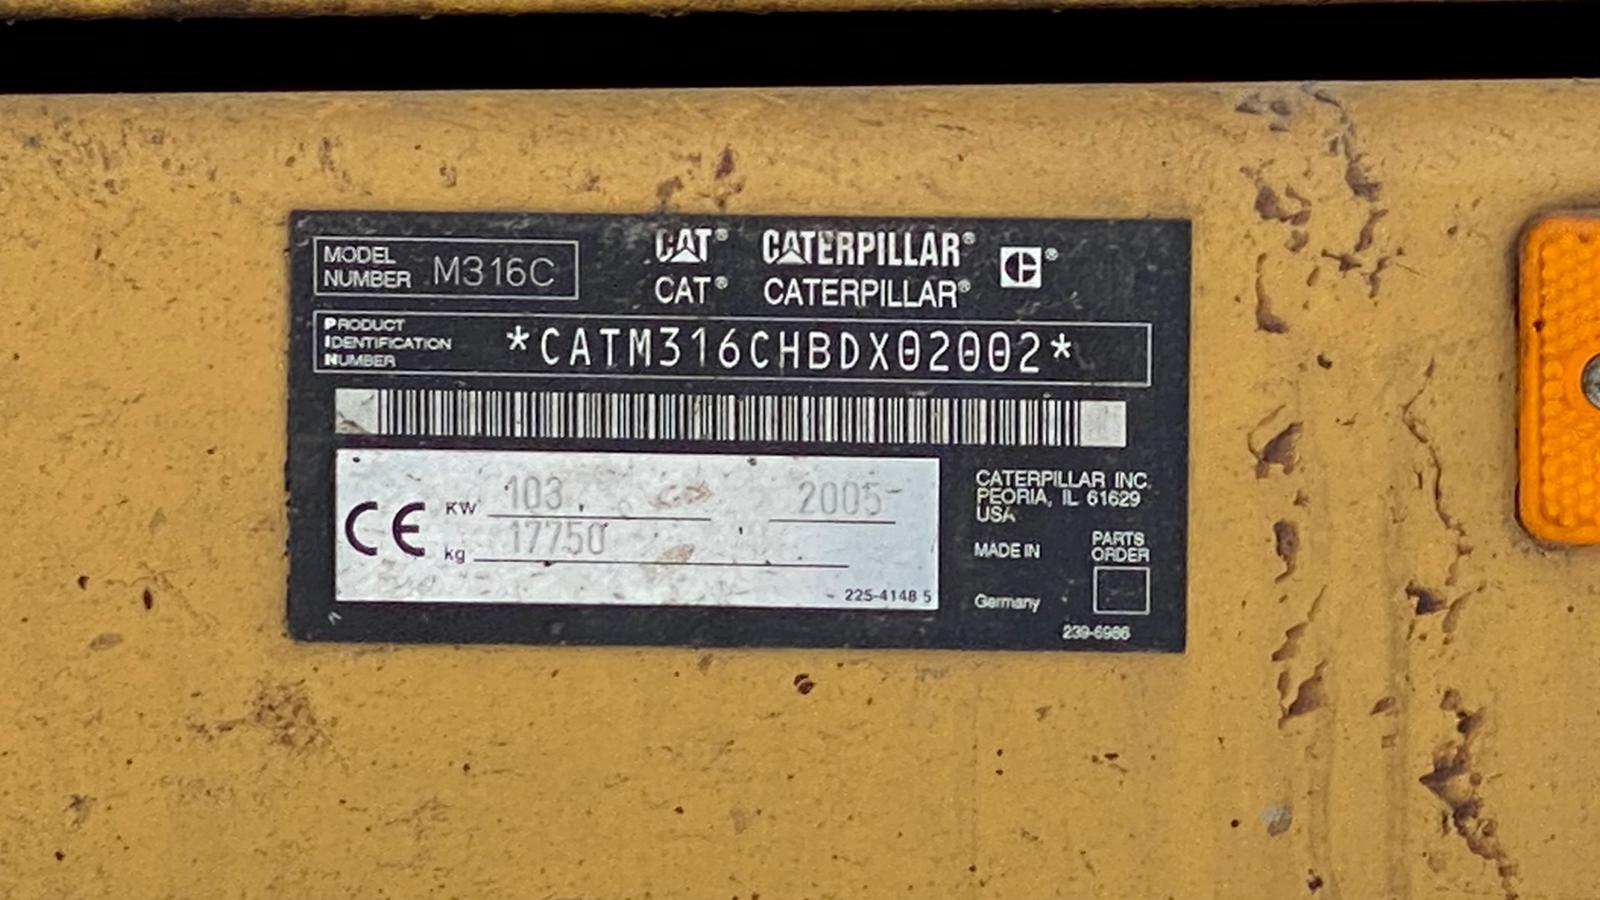 MODEL NUMBER M316C
CAT® CATERPILLAR®
CAT® CATERPILLAR®
PRODUCT IDENTIFICATION NUMBER *CATM316CHBDX02002*
CE KW 103 2005
kg 17750
225-4148 5
CATERPILLAR INC.
PEORIA, IL 61629
USA
MADE IN
Germany
PARTS ORDER
239-6986